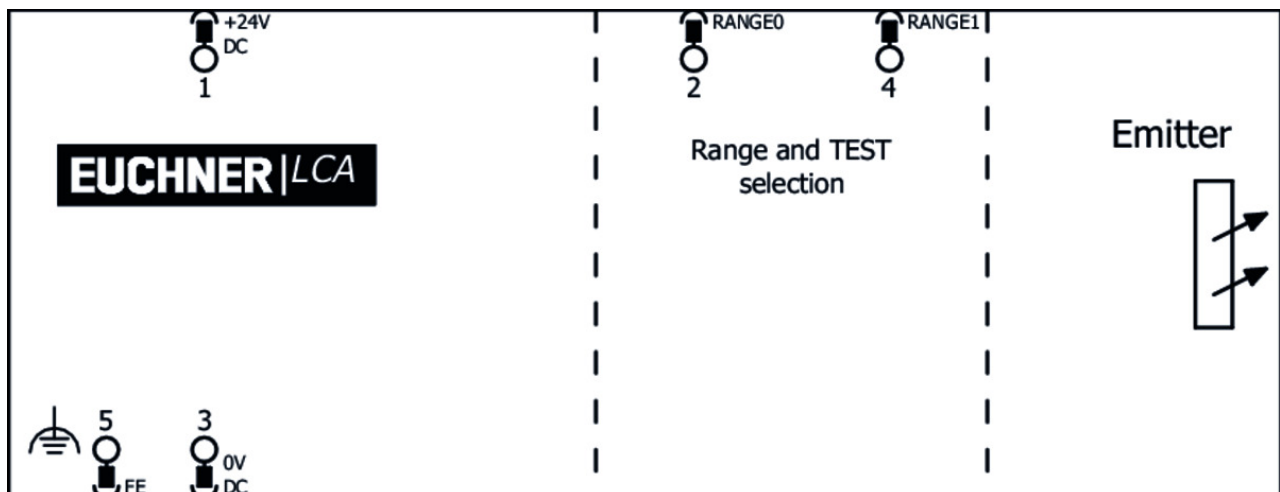 +24V
DC
1
RANGE0
2
RANGE1
4
EUCHNER|LCA
Range and TEST
selection
Emitter
5
FE
3
0V
DC